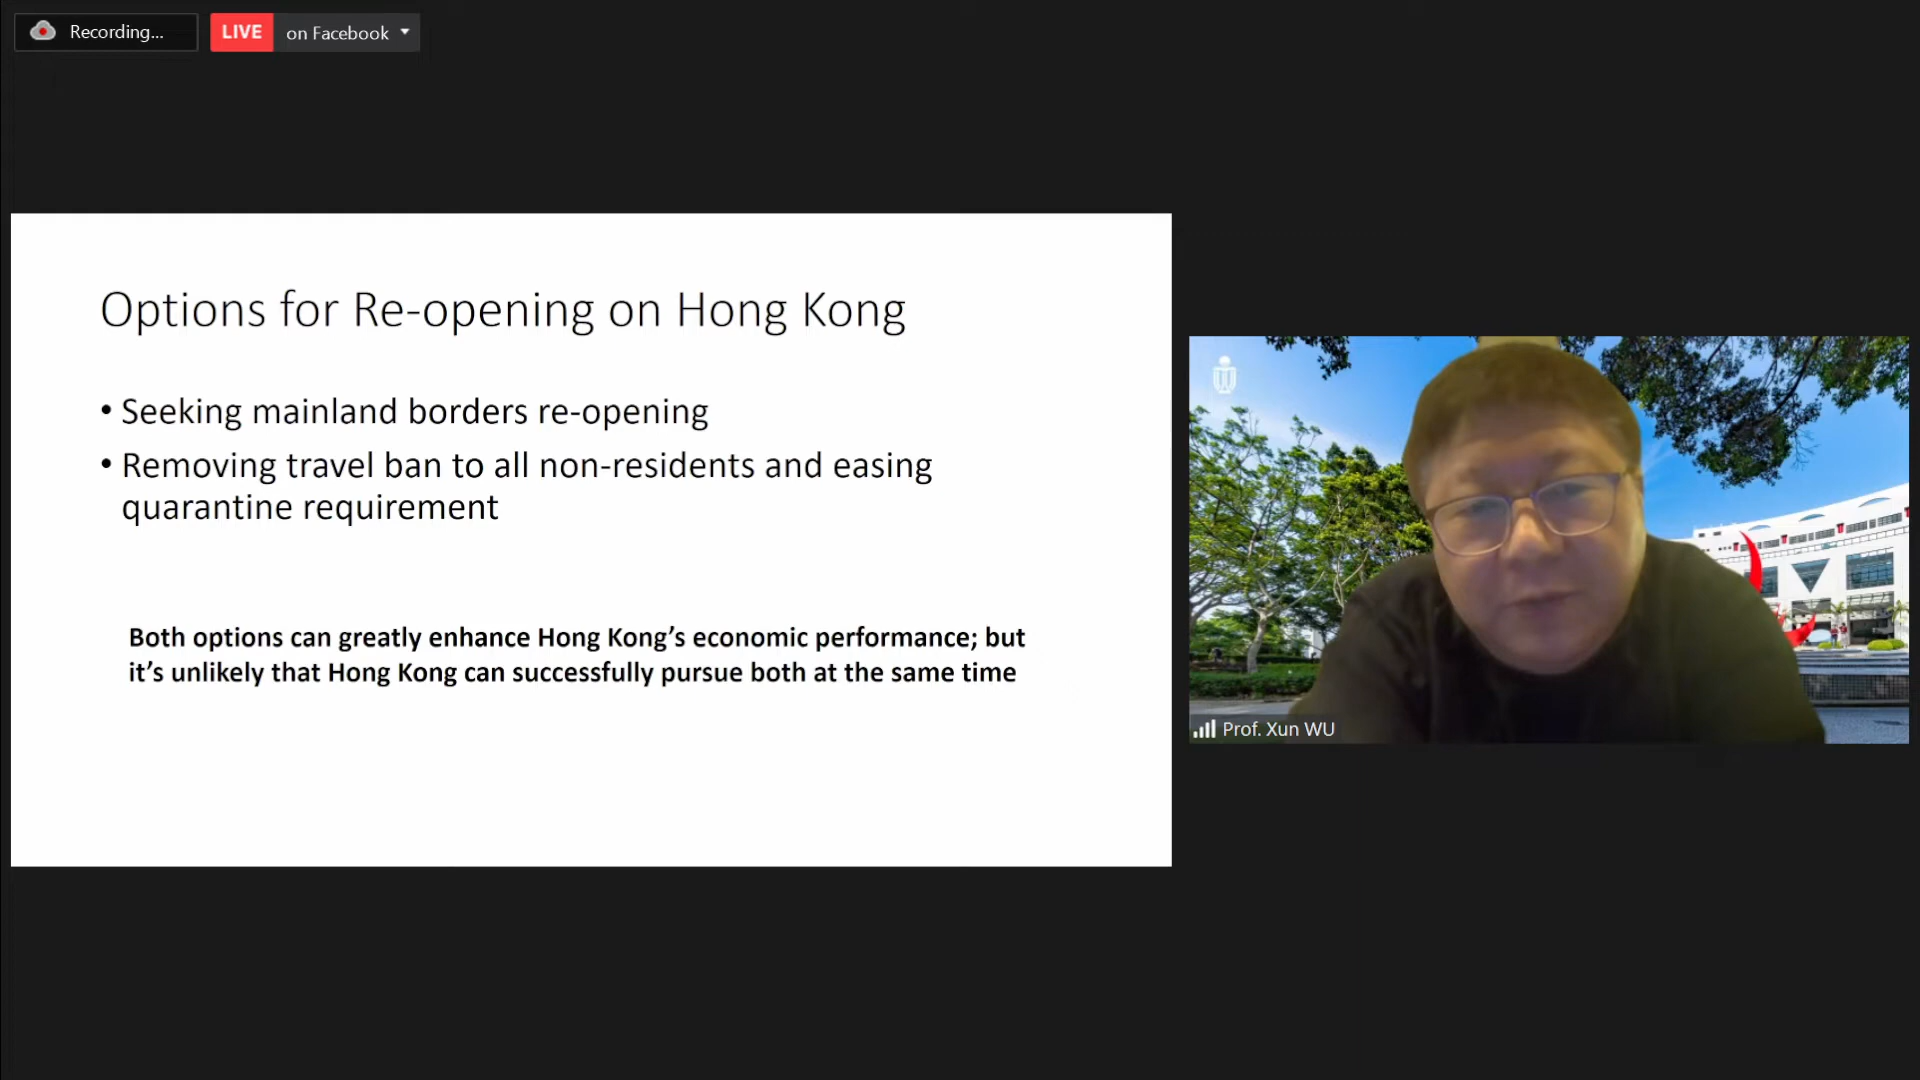 Recording...
LIVE on Facebook
Options for Re-opening on Hong Kong
• Seeking mainland borders re-opening
• Removing travel ban to all non-residents and easing
quarantine requirement
Both options can greatly enhance Hong Kong’s economic performance; but
it’s unlikely that Hong Kong can successfully pursue both at the same time
Prof. Xun WU